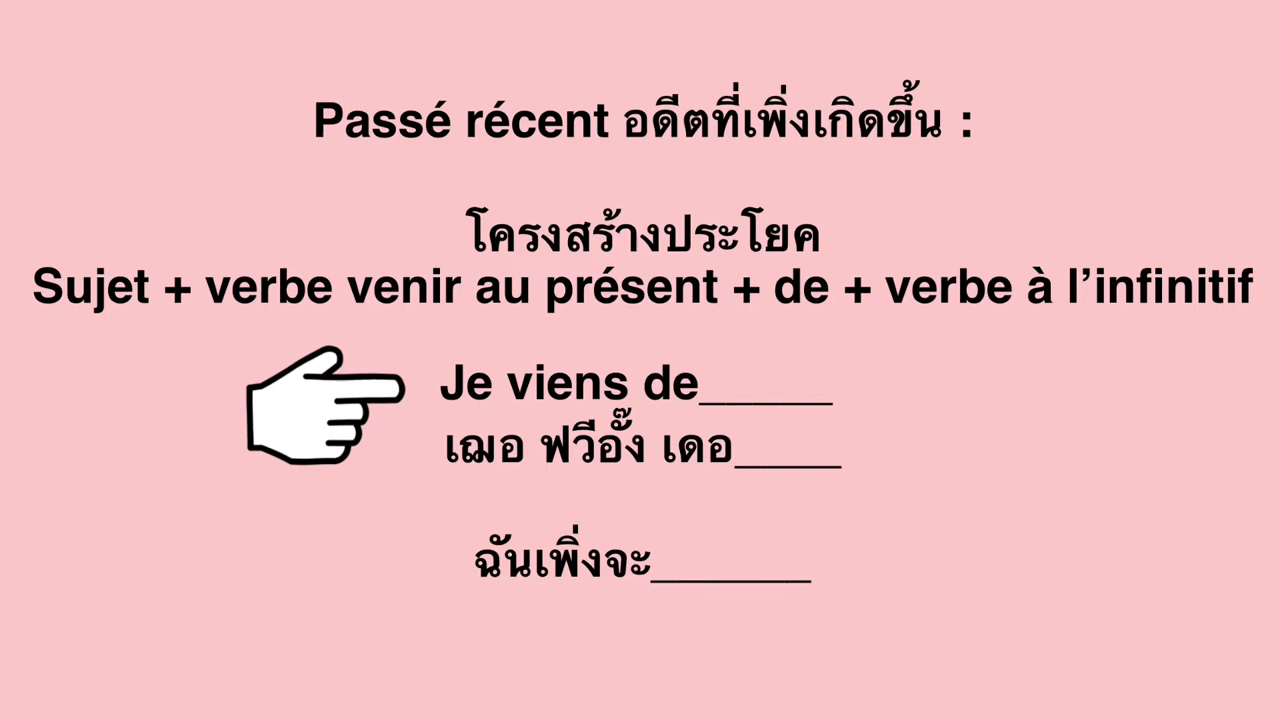 Passé récent อดีตที่เพิ่งเกิดขึ้น :
โครงสร้างประโยค
Sujet + verbe venir au présent + de + verbe à l’infinitif
Je viens de_____
เฌอ ฟวีอั๊ง เดอ____
ฉันเพิ่งจะ______